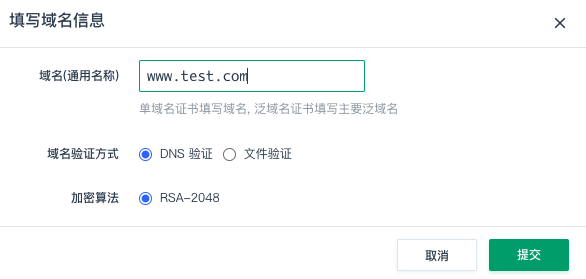 填写域名信息
域名(通用名称) www.test.com
单域名证书填写域名, 泛域名证书填写主要泛域名
域名验证方式 DNS 验证 文件验证
加密算法 RSA-2048
取消 提交